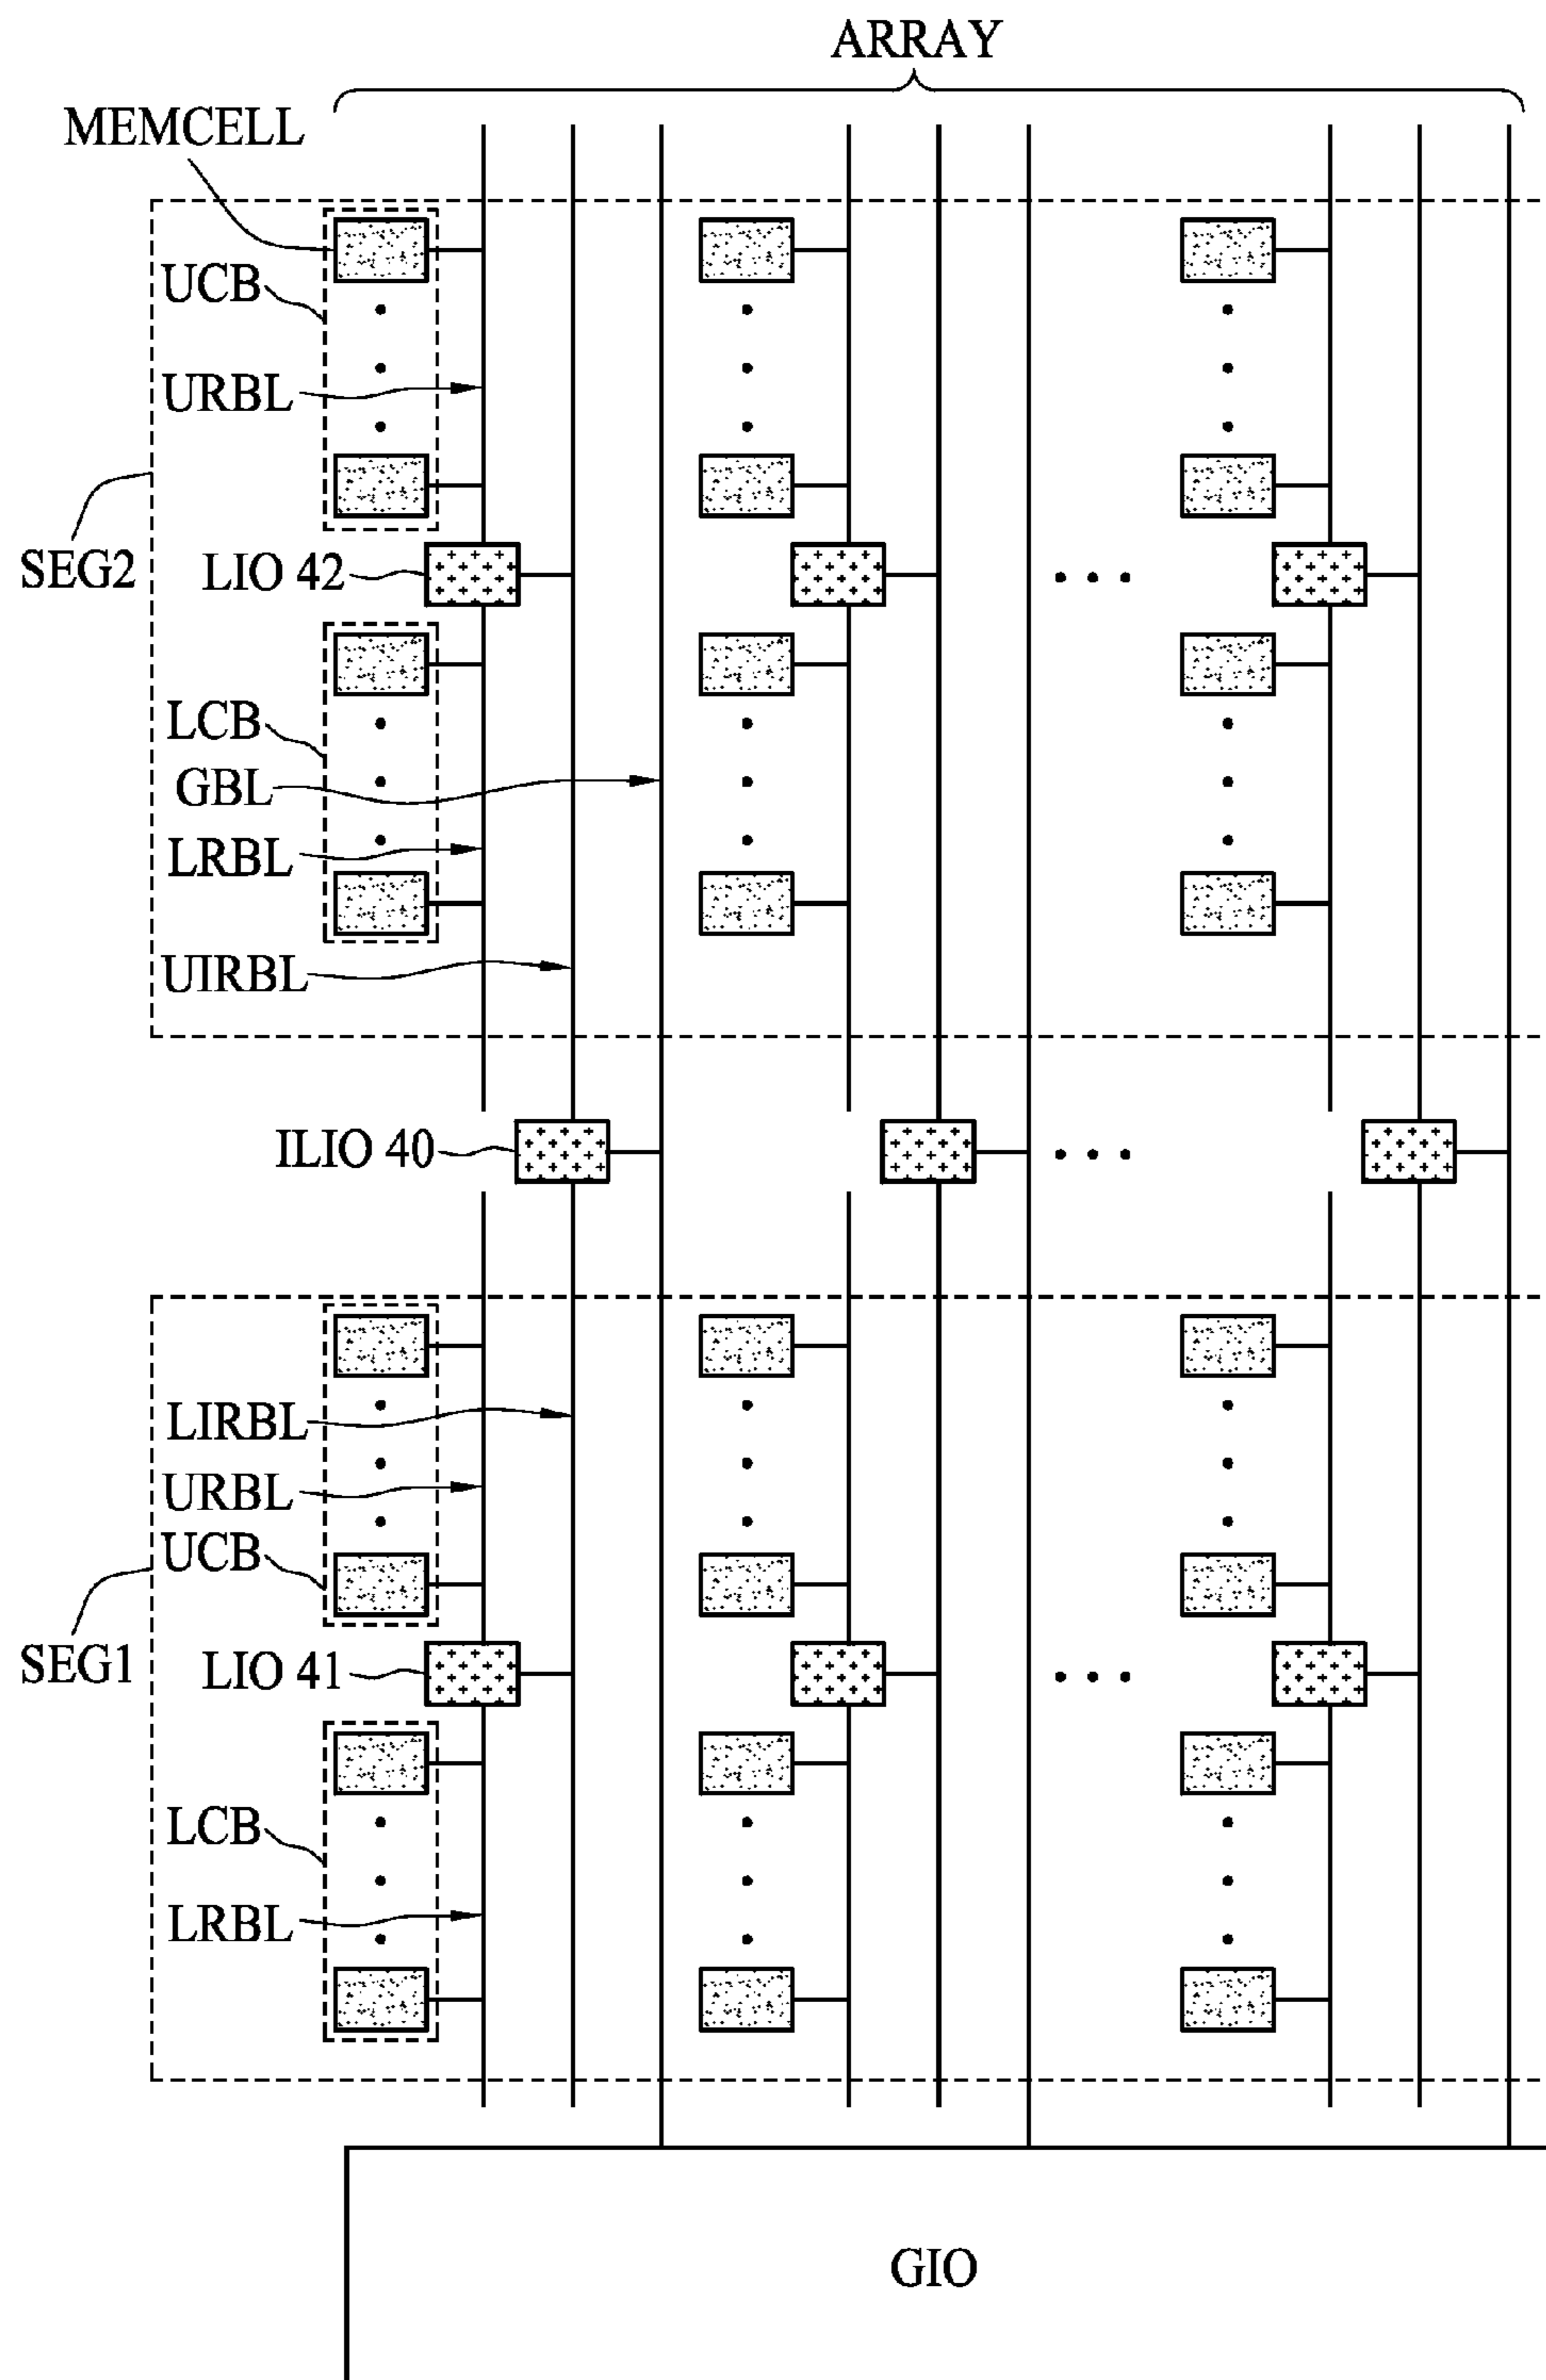 ARRAY
MEMCELL
UCB
URBL
SEG2
LIO 42
LCB
GBL
LRBL
UIRBL
ILIO 40
LIRBL
URBL
UCB
SEG1
LIO 41
LCB
LRBL
GIO